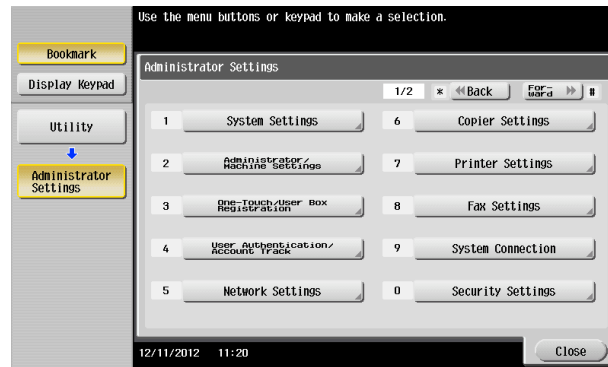 Use the menu buttons or keypad to make a selection.
Bookmark
Display Keypad
Utility
Administrator
Settings
Administrator Settings
1/2 * Back For-
ward #
1 System Settings
2 Administrator/
Machine Settings
3 One-Touch/User Box
Registration
4 User Authentication/
Account Track
5 Network Settings
6 Copier Settings
7 Printer Settings
8 Fax Settings
9 System Connection
0 Security Settings
12/11/2012 11:20
Close